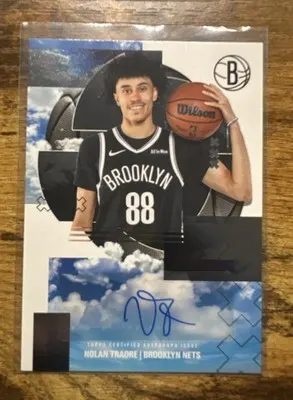 B
Wilson
BROOKLYN
88
TOPPS CERTIFIED AUTOGRAPH ISSUE
NOLAN TRAORE | BROOKLYN NETS